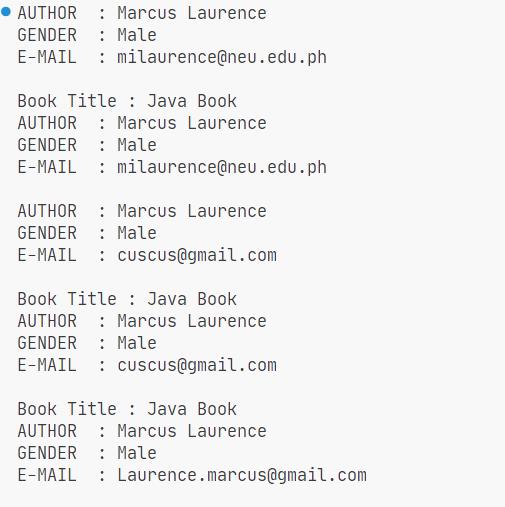 AUTHOR  : Marcus Laurence
GENDER  : Male
E-MAIL  : milaurence@neu.edu.ph

Book Title : Java Book
AUTHOR  : Marcus Laurence
GENDER  : Male
E-MAIL  : milaurence@neu.edu.ph

AUTHOR  : Marcus Laurence
GENDER  : Male
E-MAIL  : cuscus@gmail.com

Book Title : Java Book
AUTHOR  : Marcus Laurence
GENDER  : Male
E-MAIL  : cuscus@gmail.com

Book Title : Java Book
AUTHOR  : Marcus Laurence
GENDER  : Male
E-MAIL  : Laurence.marcus@gmail.com